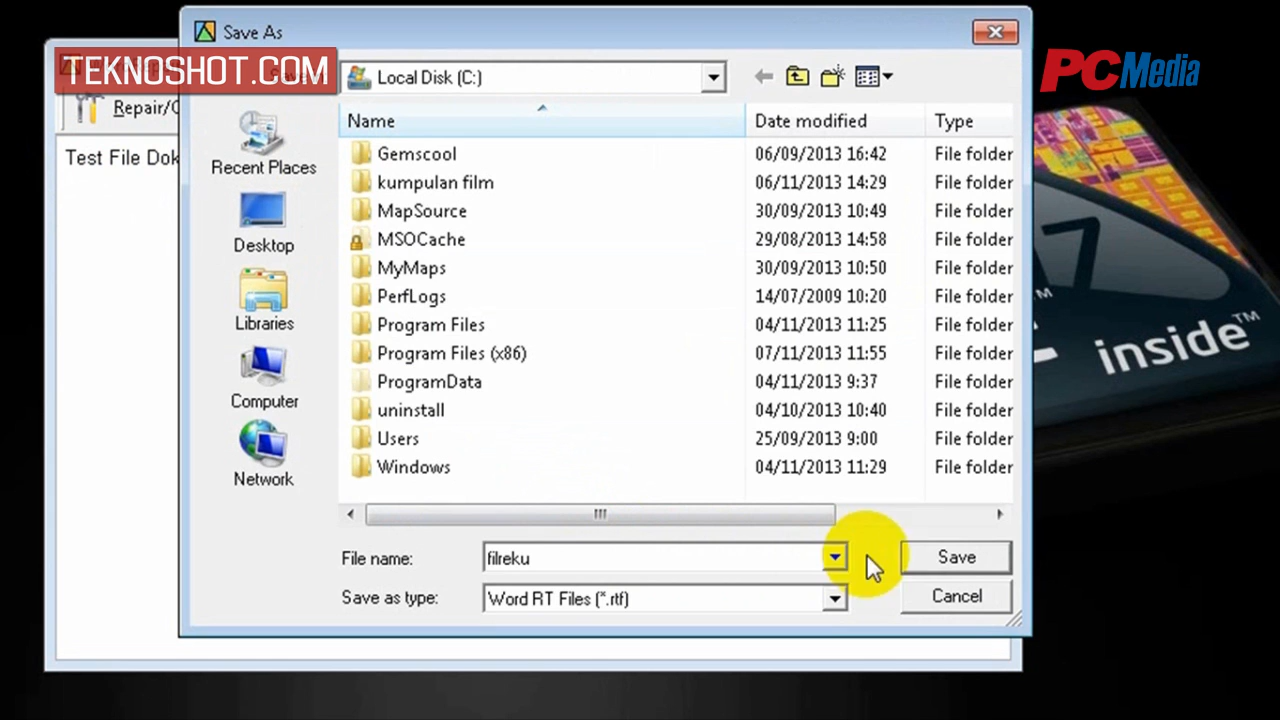 Save As
TEKNOSHOT.COM
PCMedia
Local Disk (C:)
Repair/
Test File Dok
Recent Places
Desktop
Libraries
Computer
Network
Name Date modified Type
Gemscool 06/09/2013 16:42 File folder
kumpulan film 06/11/2013 14:29 File folder
MapSource 30/09/2013 10:49 File folder
MSOCache 29/08/2013 14:58 File folder
MyMaps 30/09/2013 10:50 File folder
PerfLogs 14/07/2009 10:20 File folder
Program Files 04/11/2013 11:25 File folder
Program Files (x86) 07/11/2013 11:55 File folder
ProgramData 04/11/2013 9:37 File folder
uninstall 04/10/2013 10:40 File folder
Users 25/09/2013 9:00 File folder
Windows 04/11/2013 11:29 File folder
File name: filreku Save
Save as type: Word RT Files (*.rtf) Cancel
7
™
inside™